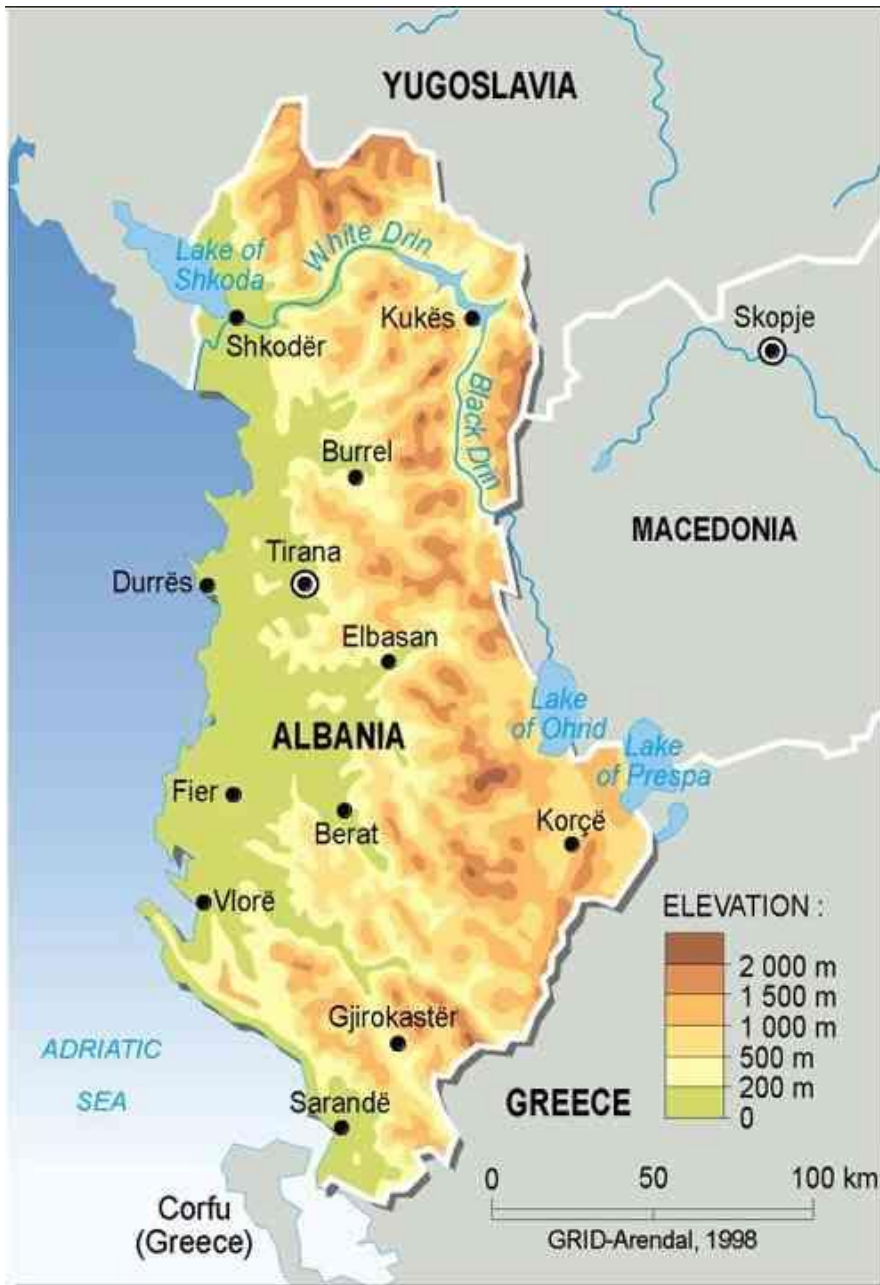 YUGOSLAVIA
Lake of
Shkoda
White Drin
Shkodër
Kukës
Skopje
Black Drin
Burrel
MACEDONIA
Tirana
Durrës
Elbasan
Lake
of Ohrid
ALBANIA
Lake
of Prespa
Fier
Berat
Korçë
Vlorë
ELEVATION :
2 000 m
1 500 m
1 000 m
500 m
200 m
0
Gjirokastër
ADRIATIC
SEA
Sarandë
GREECE
0 50 100 km
Corfu
(Greece)
GRID-Arendal, 1998